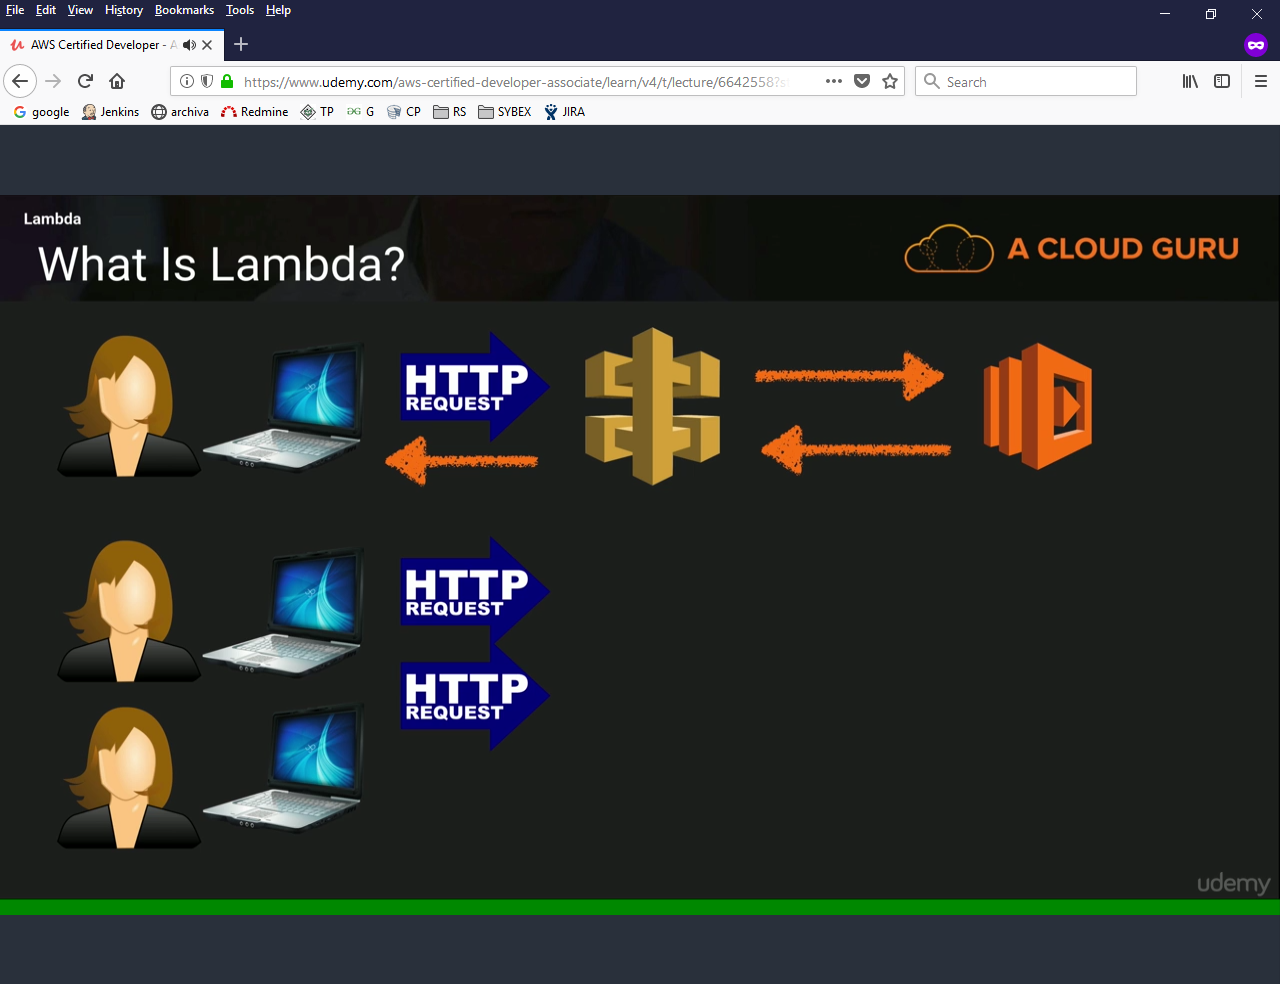 File Edit View History Bookmarks Tools Help
AWS Certified Developer - A
https://www.udemy.com/aws-certified-developer-associate/learn/v4/t/lecture/6642558?s
Search
google Jenkins archiva Redmine TP G CP RS SYBEX JIRA
Lambda
What Is Lambda?
A CLOUD GURU
HTTP
REQUEST
HTTP
REQUEST
HTTP
REQUEST
udemy